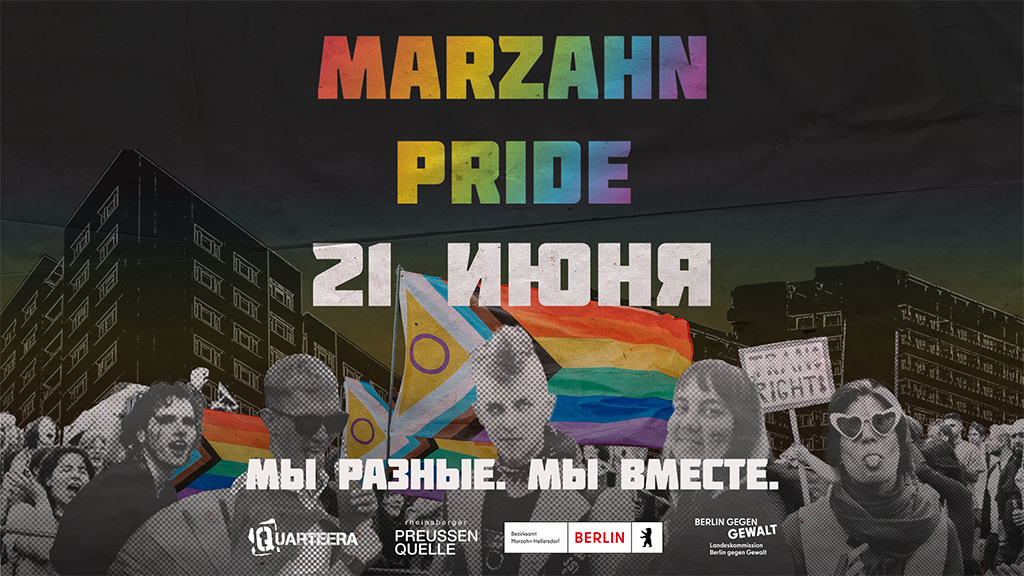 MARZAHN
PRIDE
21 ИЮНЯ
TRANS
RIGHTS!
МЫ РАЗНЫЕ. МЫ ВМЕСТЕ.
QUARTEERA
rheinsberger
PREUSSEN
QUELLE
Bezirksamt
Marzahn-Hellersdorf
BERLIN
BERLIN GEGEN
GEWALT
Landeskommission
Berlin gegen Gewalt